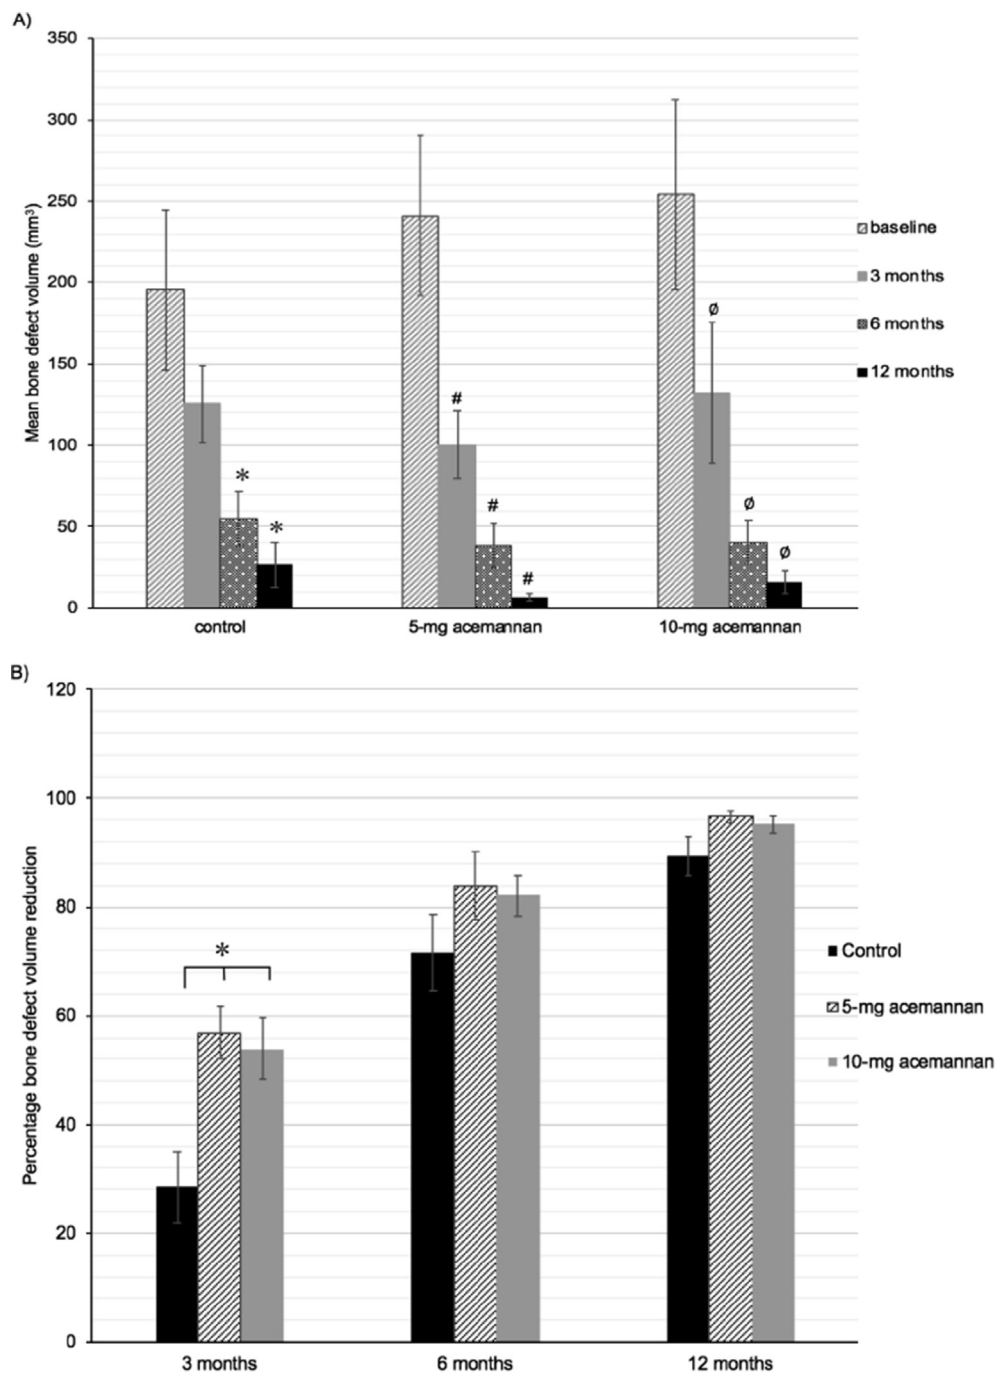 A)
Mean bone defect volume (mm³)
350
300
250
200
150
100
50
0
*
*
#
#
#
ø
ø
ø
control
5-mg acemannan
10-mg acemannan
baseline
3 months
6 months
12 months
B)
Percentage bone defect volume reduction
120
100
80
60
40
20
0
*
3 months
6 months
12 months
Control
5-mg acemannan
10-mg acemannan